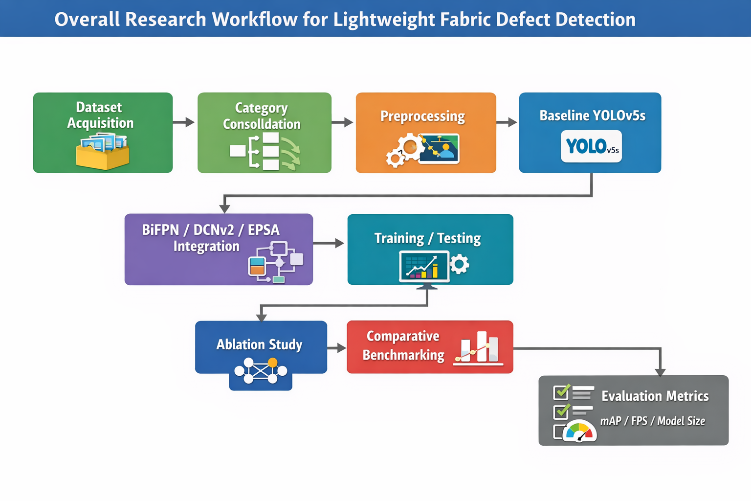 Overall Research Workflow for Lightweight Fabric Defect Detection
Dataset
Acquisition
Category
Consolidation
Preprocessing
Baseline YOLOv5s
YOLOv5s
BiFPN / DCNv2 / EPSA
Integration
Training / Testing
Ablation Study
Comparative
Benchmarking
Evaluation Metrics
mAP / FPS / Model Size